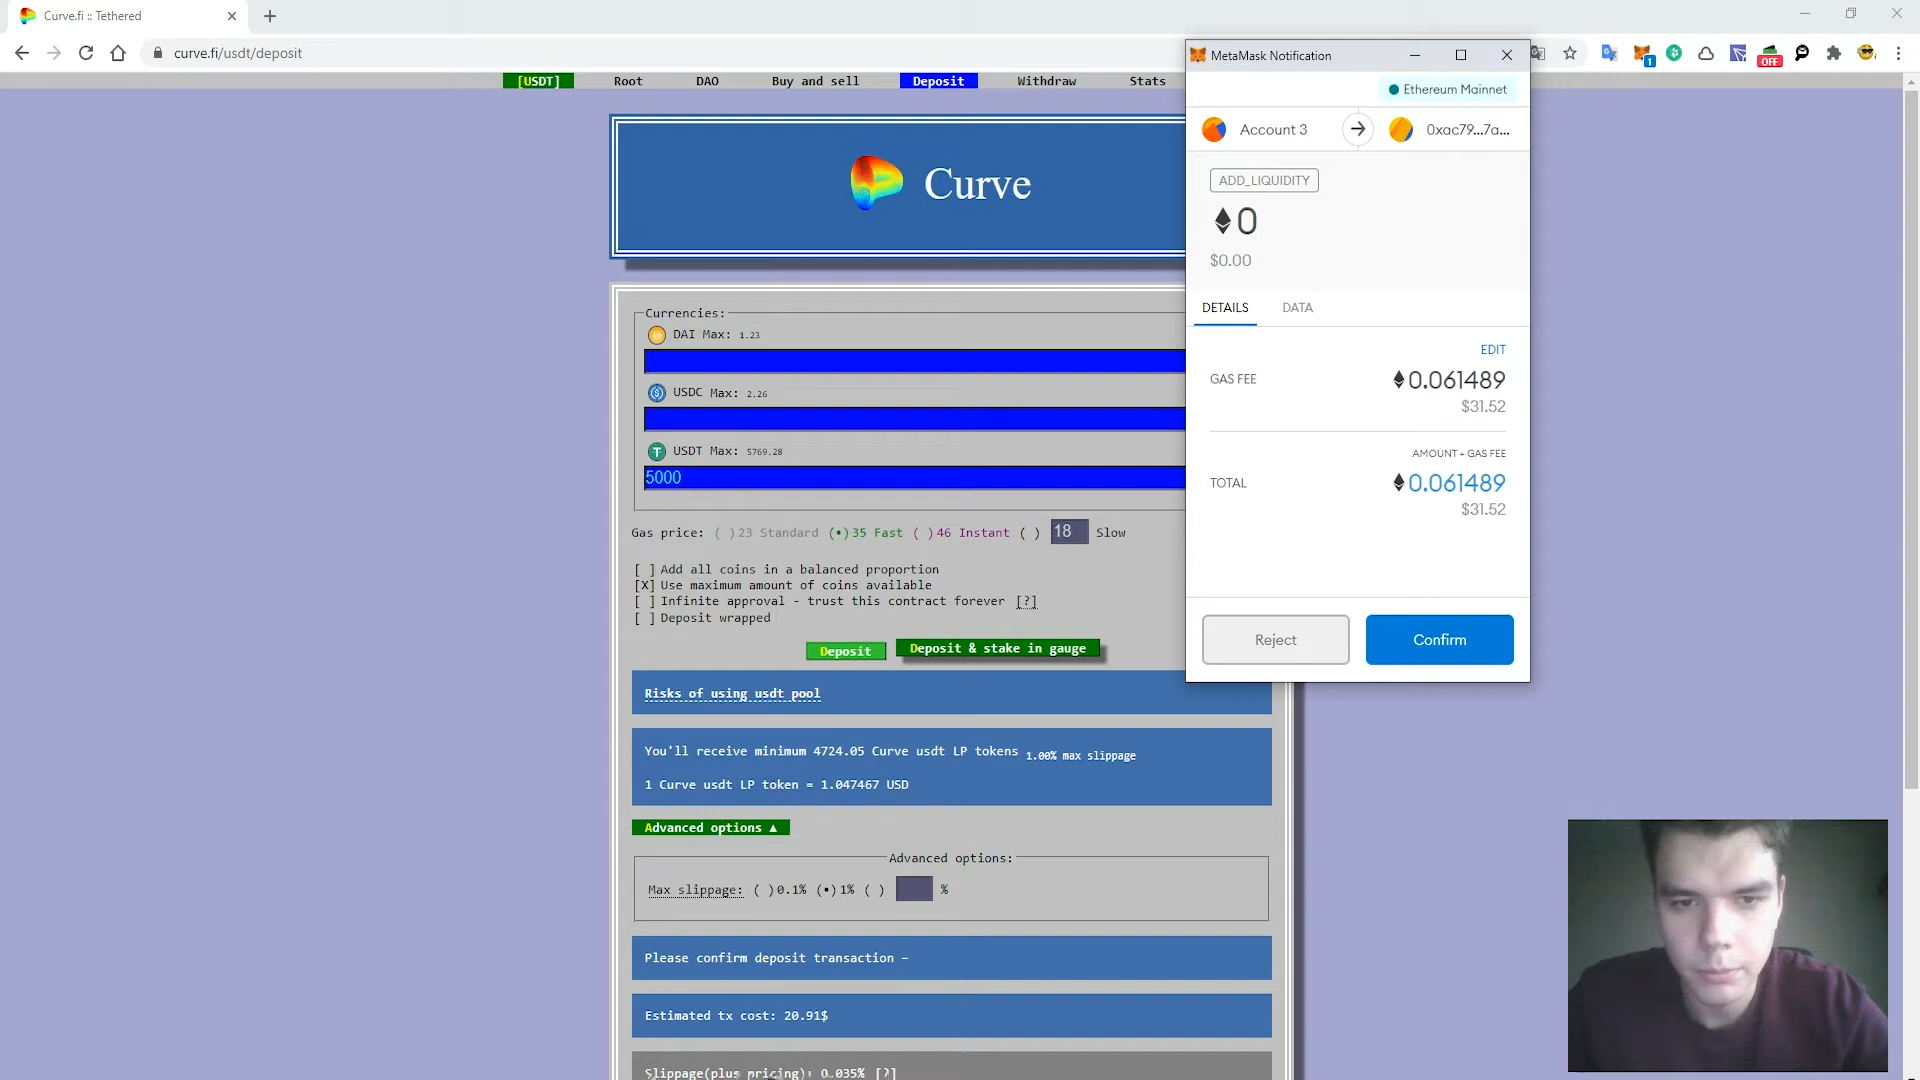 Curve.fi :: Tethered
curve.fi/usdt/deposit
OFF
1
[USDT] Root DAO Buy and sell Deposit Withdraw Stats
Curve
Currencies:
DAI Max: 1.23
USDC Max: 2.26
USDT Max: 5769.28
5000
Gas price: ( )23 Standard (•)35 Fast ( )46 Instant ( ) 18 Slow
[ ] Add all coins in a balanced proportion
[X] Use maximum amount of coins available
[ ] Infinite approval - trust this contract forever [?]
[ ] Deposit wrapped
Deposit Deposit & stake in gauge
Risks of using usdt pool
You'll receive minimum 4724.05 Curve usdt LP tokens 1.00% max slippage
1 Curve usdt LP token = 1.047467 USD
Advanced options ▲
Advanced options:
Max slippage: ( )0.1% (•)1% ( ) %
Please confirm deposit transaction –
Estimated tx cost: 20.91$
Slippage(plus pricing): 0.035% [?]
MetaMask Notification
Ethereum Mainnet
Account 3 0xac79...7a...
ADD_LIQUIDITY
0
$0.00
DETAILS DATA
EDIT
GAS FEE 0.061489
$31.52
AMOUNT + GAS FEE
TOTAL 0.061489
$31.52
Reject Confirm